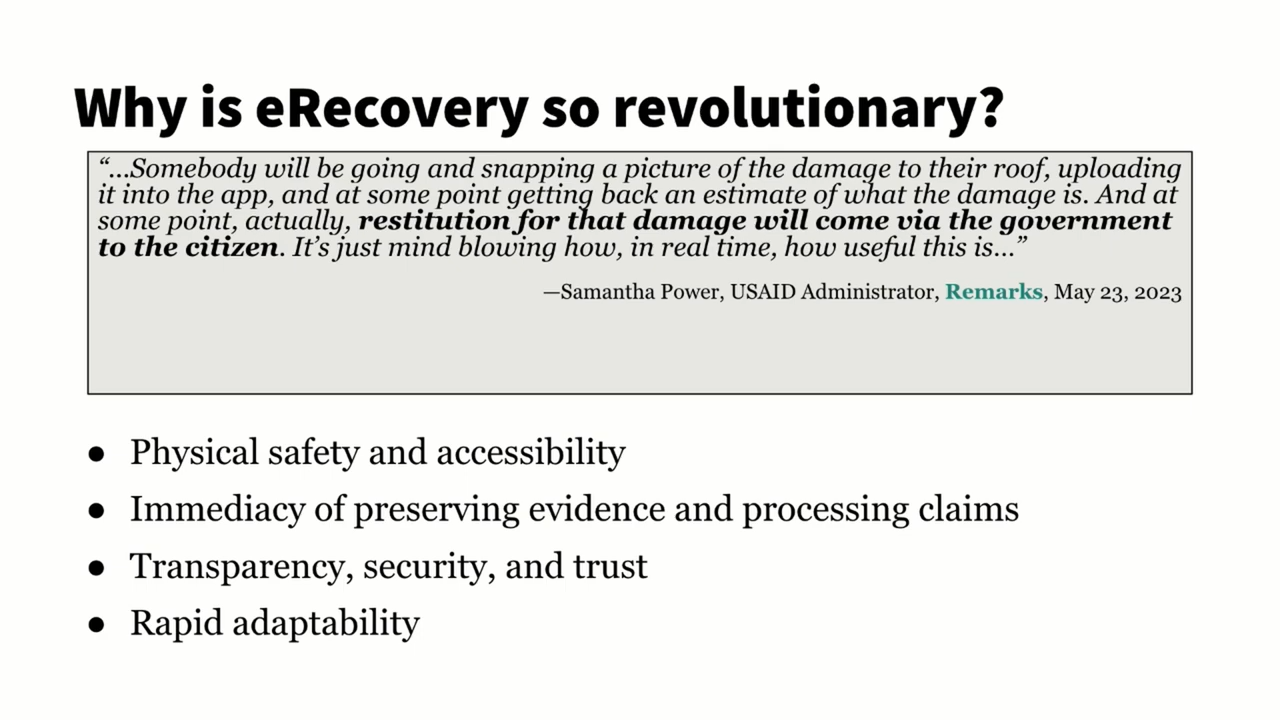 Why is eRecovery so revolutionary?
“...Somebody will be going and snapping a picture of the damage to their roof, uploading
it into the app, and at some point getting back an estimate of what the damage is. And at
some point, actually, restitution for that damage will come via the government
to the citizen. It’s just mind blowing how, in real time, how useful this is...”
—Samantha Power, USAID Administrator, Remarks, May 23, 2023
● Physical safety and accessibility
● Immediacy of preserving evidence and processing claims
● Transparency, security, and trust
● Rapid adaptability